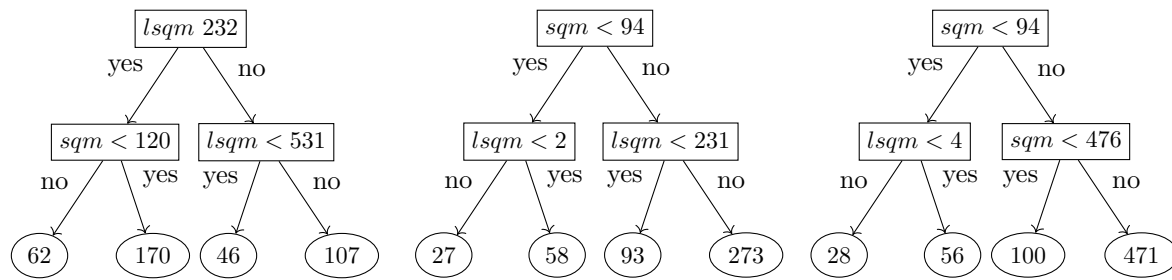 lsqm 232
yes
no
sqm < 120
lsqm < 531
no
yes
yes
no
62
170
46
107
sqm < 94
yes
no
lsqm < 2
lsqm < 231
no
yes
yes
no
27
58
93
273
sqm < 94
yes
no
lsqm < 4
sqm < 476
no
yes
yes
no
28
56
100
471